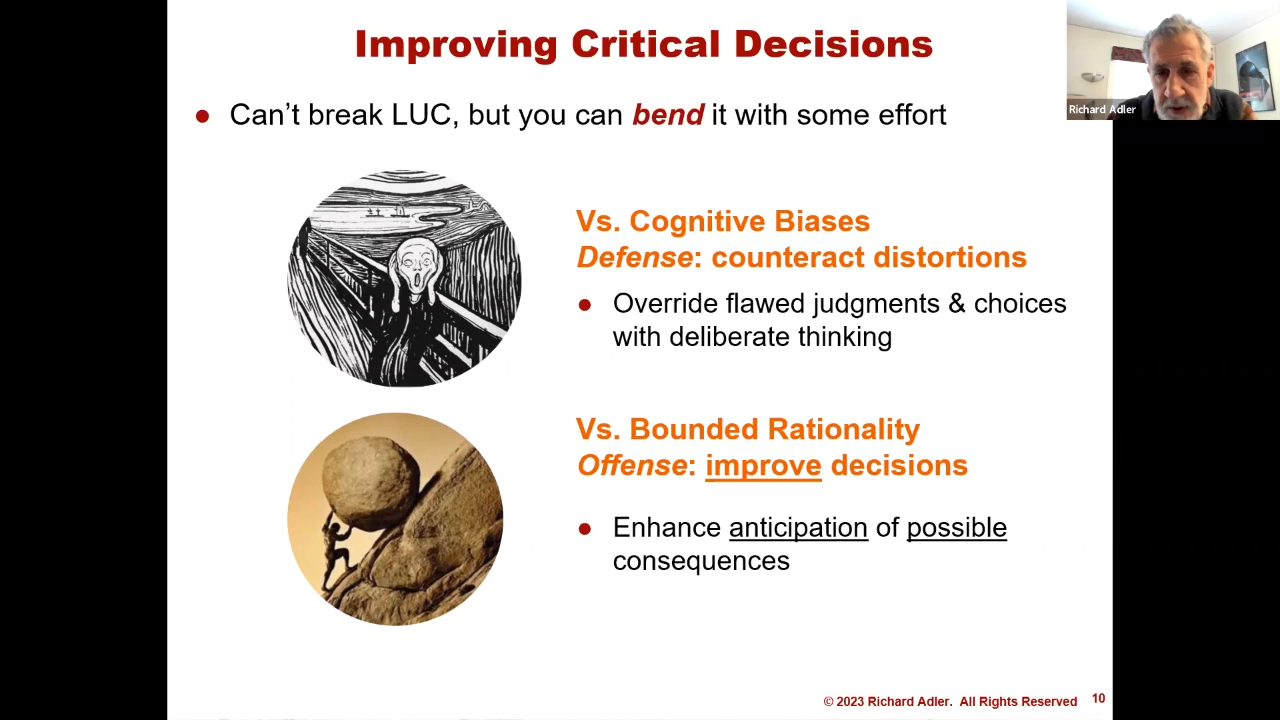 Improving Critical Decisions
Richard Adler
● Can’t break LUC, but you can bend it with some effort
Vs. Cognitive Biases
Defense: counteract distortions
● Override flawed judgments & choices
with deliberate thinking
Vs. Bounded Rationality
Offense: improve decisions
● Enhance anticipation of possible
consequences
© 2023 Richard Adler. All Rights Reserved 10